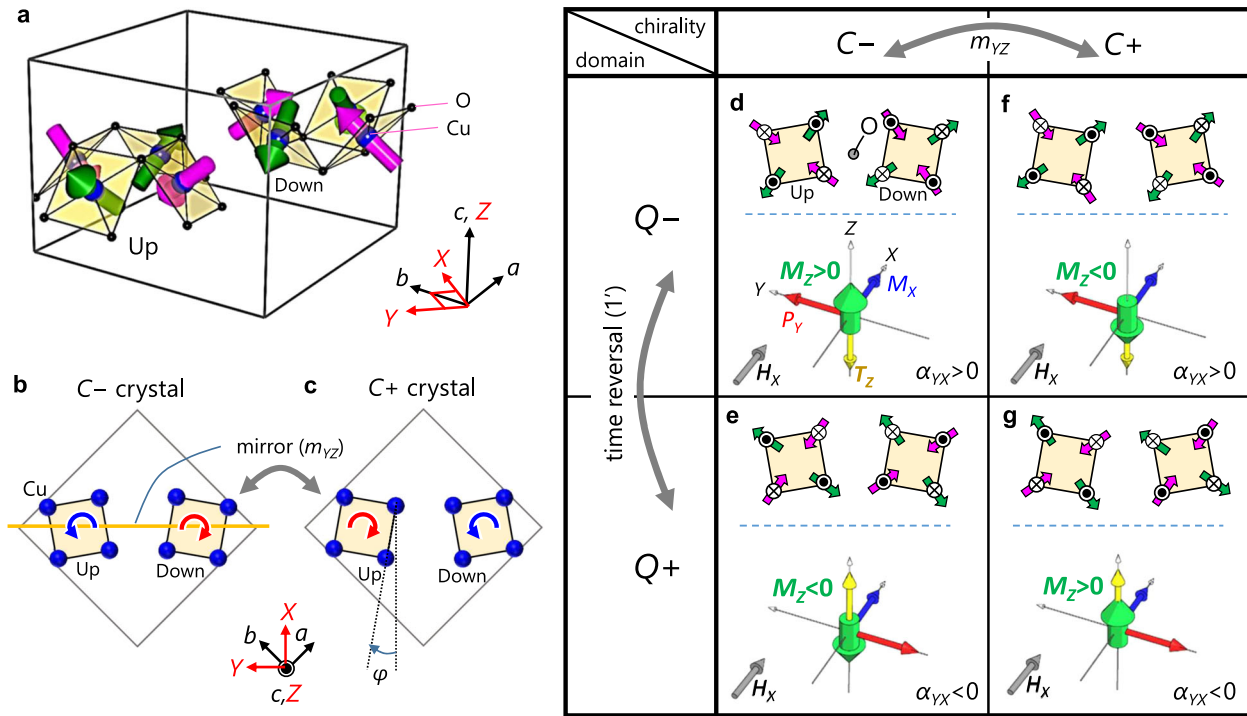 a
O
Cu
Down
Up
c, Z
X
b
a
Y
b
C− crystal
c
C+ crystal
mirror (mYZ)
Cu
Up
Down
Up
Down
X
b
a
Y
c,Z
φ
chirality
domain
C−
mYZ
C+
Q−
time reversal (1')
Q+
d
O
Up
Down
Z
X
MZ>0
MX
Y
PY
TZ
HX
αYX>0
f
MZ<0
HX
αYX>0
e
MZ<0
HX
αYX<0
g
MZ>0
HX
αYX<0